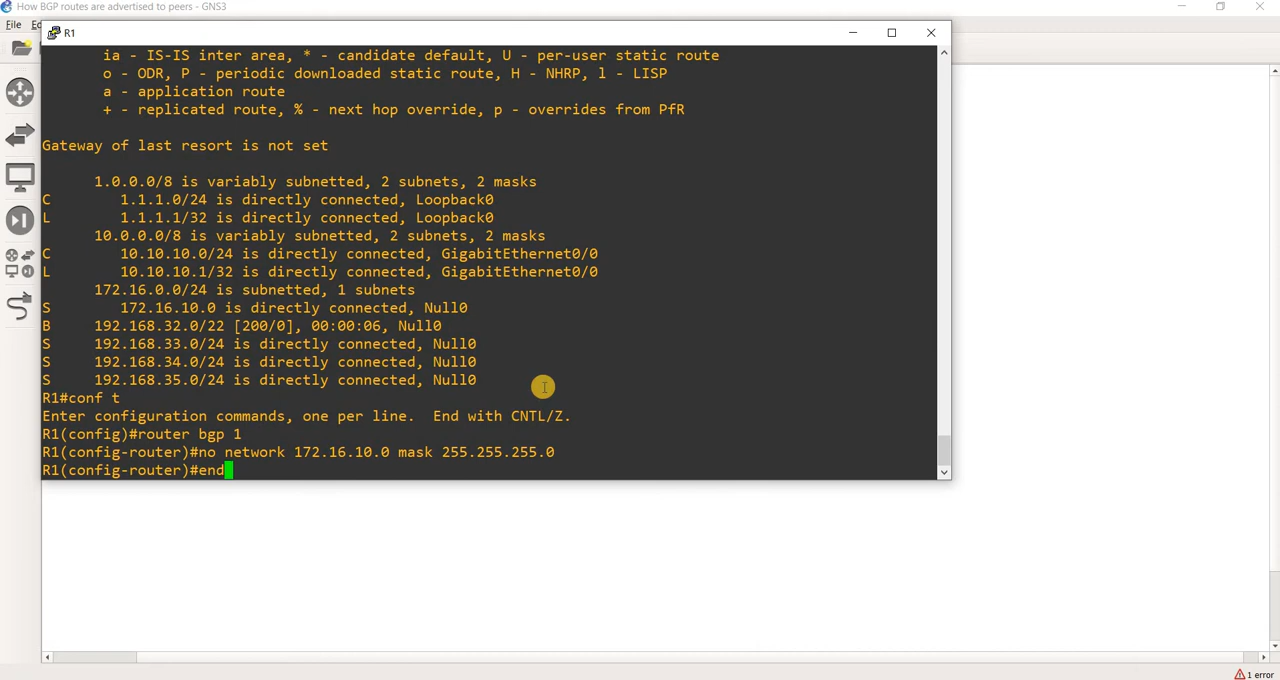 How BGP routes are advertised to peers - GNS3
File
R1
ia - IS-IS inter area, * - candidate default, U - per-user static route
o - ODR, P - periodic downloaded static route, H - NHRP, l - LISP
a - application route
+ - replicated route, % - next hop override, p - overrides from PfR
Gateway of last resort is not set
1.0.0.0/8 is variably subnetted, 2 subnets, 2 masks
C 1.1.1.0/24 is directly connected, Loopback0
L 1.1.1.1/32 is directly connected, Loopback0
10.0.0.0/8 is variably subnetted, 2 subnets, 2 masks
C 10.10.10.0/24 is directly connected, GigabitEthernet0/0
L 10.10.10.1/32 is directly connected, GigabitEthernet0/0
172.16.0.0/24 is subnetted, 1 subnets
S 172.16.10.0 is directly connected, Null0
B 192.168.32.0/22 [200/0], 00:00:06, Null0
S 192.168.33.0/24 is directly connected, Null0
S 192.168.34.0/24 is directly connected, Null0
S 192.168.35.0/24 is directly connected, Null0
R1#conf t
Enter configuration commands, one per line. End with CNTL/Z.
R1(config)#router bgp 1
R1(config-router)#no network 172.16.10.0 mask 255.255.255.0
R1(config-router)#end
1 error